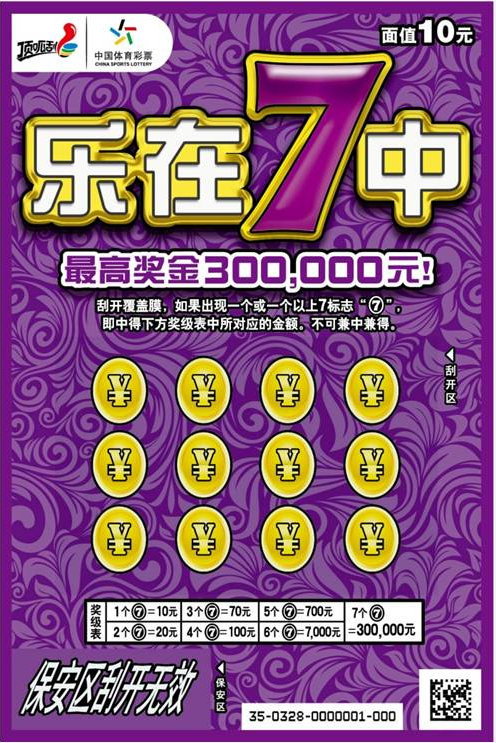 顶呱刮
中国体育彩票
CHINA SPORTS LOTTERY
面值10元
乐在7中
最高奖金300,000元!
刮开覆盖膜，如果出现一个或一个以上7标志“⑦”，
即中得下方奖级表中所对应的金额。不可兼中兼得。
◀刮开区
¥ ¥ ¥ ¥
¥ ¥ ¥ ¥
¥ ¥ ¥ ¥
奖级表
1个⑦=10元 3个⑦=70元 5个⑦=700元 7个⑦
2个⑦=20元 4个⑦=100元 6个⑦=7,000元 =300,000元
保安区刮开无效
◀保安区
35-0328-0000001-000